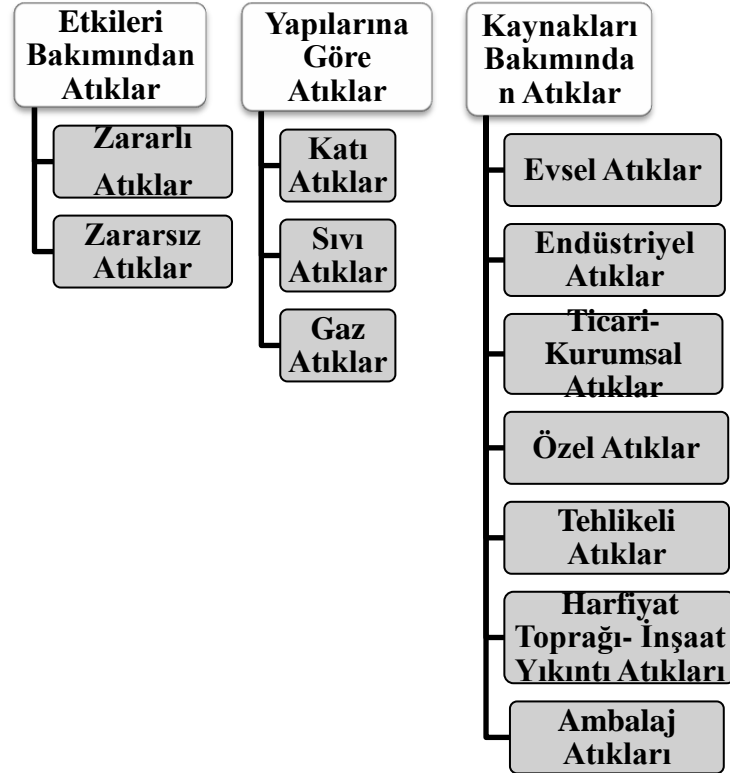 Etkileri
Bakımından
Atıklar
Zararlı
Atıklar
Zararsız
Atıklar
Yapılarına
Göre
Atıklar
Katı
Atıklar
Sıvı
Atıklar
Gaz
Atıklar
Kaynakları
Bakımında
n Atıklar
Evsel Atıklar
Endüstriyel
Atıklar
Ticari-
Kurumsal
Atıklar
Özel Atıklar
Tehlikeli
Atıklar
Harfiyat
Toprağı- İnşaat
Yıkıntı Atıkları
Ambalaj
Atıkları